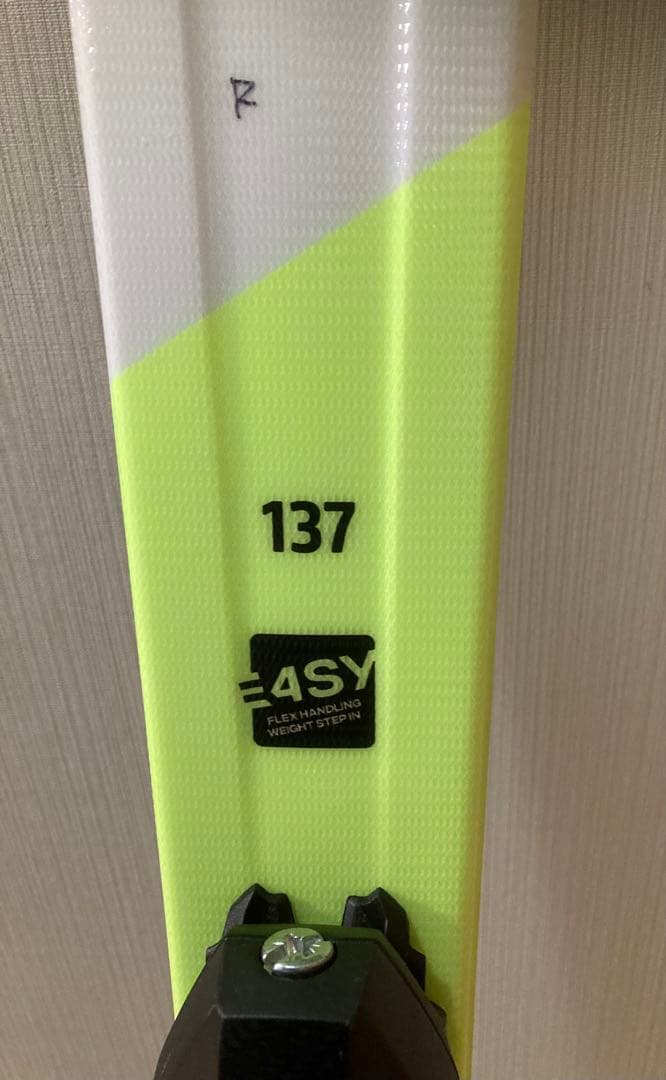 R
137
E4SY
FLEX HANDLING
WEIGHT STEP IN